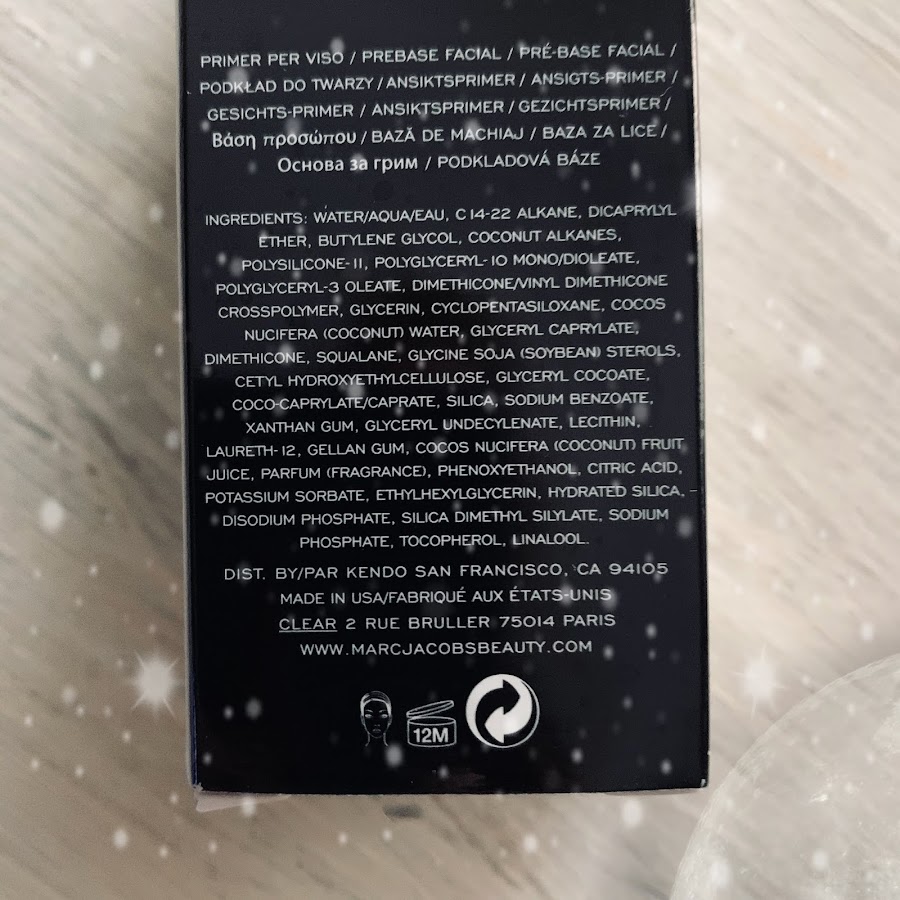 PRIMER PER VISO / PREBASE FACIAL / PRÉ-BASE FACIAL /
PODKŁAD DO TWARZY / ANSIKTSPRIMER / ANSIGTS-PRIMER /
GESICHTS-PRIMER / ANSIKTSPRIMER / GEZICHTSPRIMER /
Βάση προσώπου / BAZĂ DE MACHIAJ / BAZA ZA LICE /
Основа за грим / PODKLADOVÁ BÁZE
INGREDIENTS: WATER/AQUA/EAU, C 14-22 ALKANE, DICAPRYLYL
ETHER, BUTYLENE GLYCOL, COCONUT ALKANES,
POLYSILICONE-11, POLYGLYCERYL-10 MONO/DIOLEATE,
POLYGLYCERYL-3 OLEATE, DIMETHICONE/VINYL DIMETHICONE
CROSSPOLYMER, GLYCERIN, CYCLOPENTASILOXANE, COCOS
NUCIFERA (COCONUT) WATER, GLYCERYL CAPRYLATE,
DIMETHICONE, SQUALANE, GLYCINE SOJA (SOYBEAN) STEROLS,
CETYL HYDROXYETHYLCELLULOSE, GLYCERYL COCOATE,
COCO-CAPRYLATE/CAPRATE, SILICA, SODIUM BENZOATE,
XANTHAN GUM, GLYCERYL UNDECYLENATE, LECITHIN,
LAURETH-12, GELLAN GUM, COCOS NUCIFERA (COCONUT) FRUIT
JUICE, PARFUM (FRAGRANCE), PHENOXYETHANOL, CITRIC ACID,
POTASSIUM SORBATE, ETHYLHEXYLGLYCERIN, HYDRATED SILICA,
DISODIUM PHOSPHATE, SILICA DIMETHYL SILYLATE, SODIUM
PHOSPHATE, TOCOPHEROL, LINALOOL.
DIST. BY/PAR KENDO SAN FRANCISCO, CA 94105
MADE IN USA/FABRIQUÉ AUX ÉTATS-UNIS
CLEAR 2 RUE BRULLER 75014 PARIS
WWW.MARCJACOBSBEAUTY.COM
12M